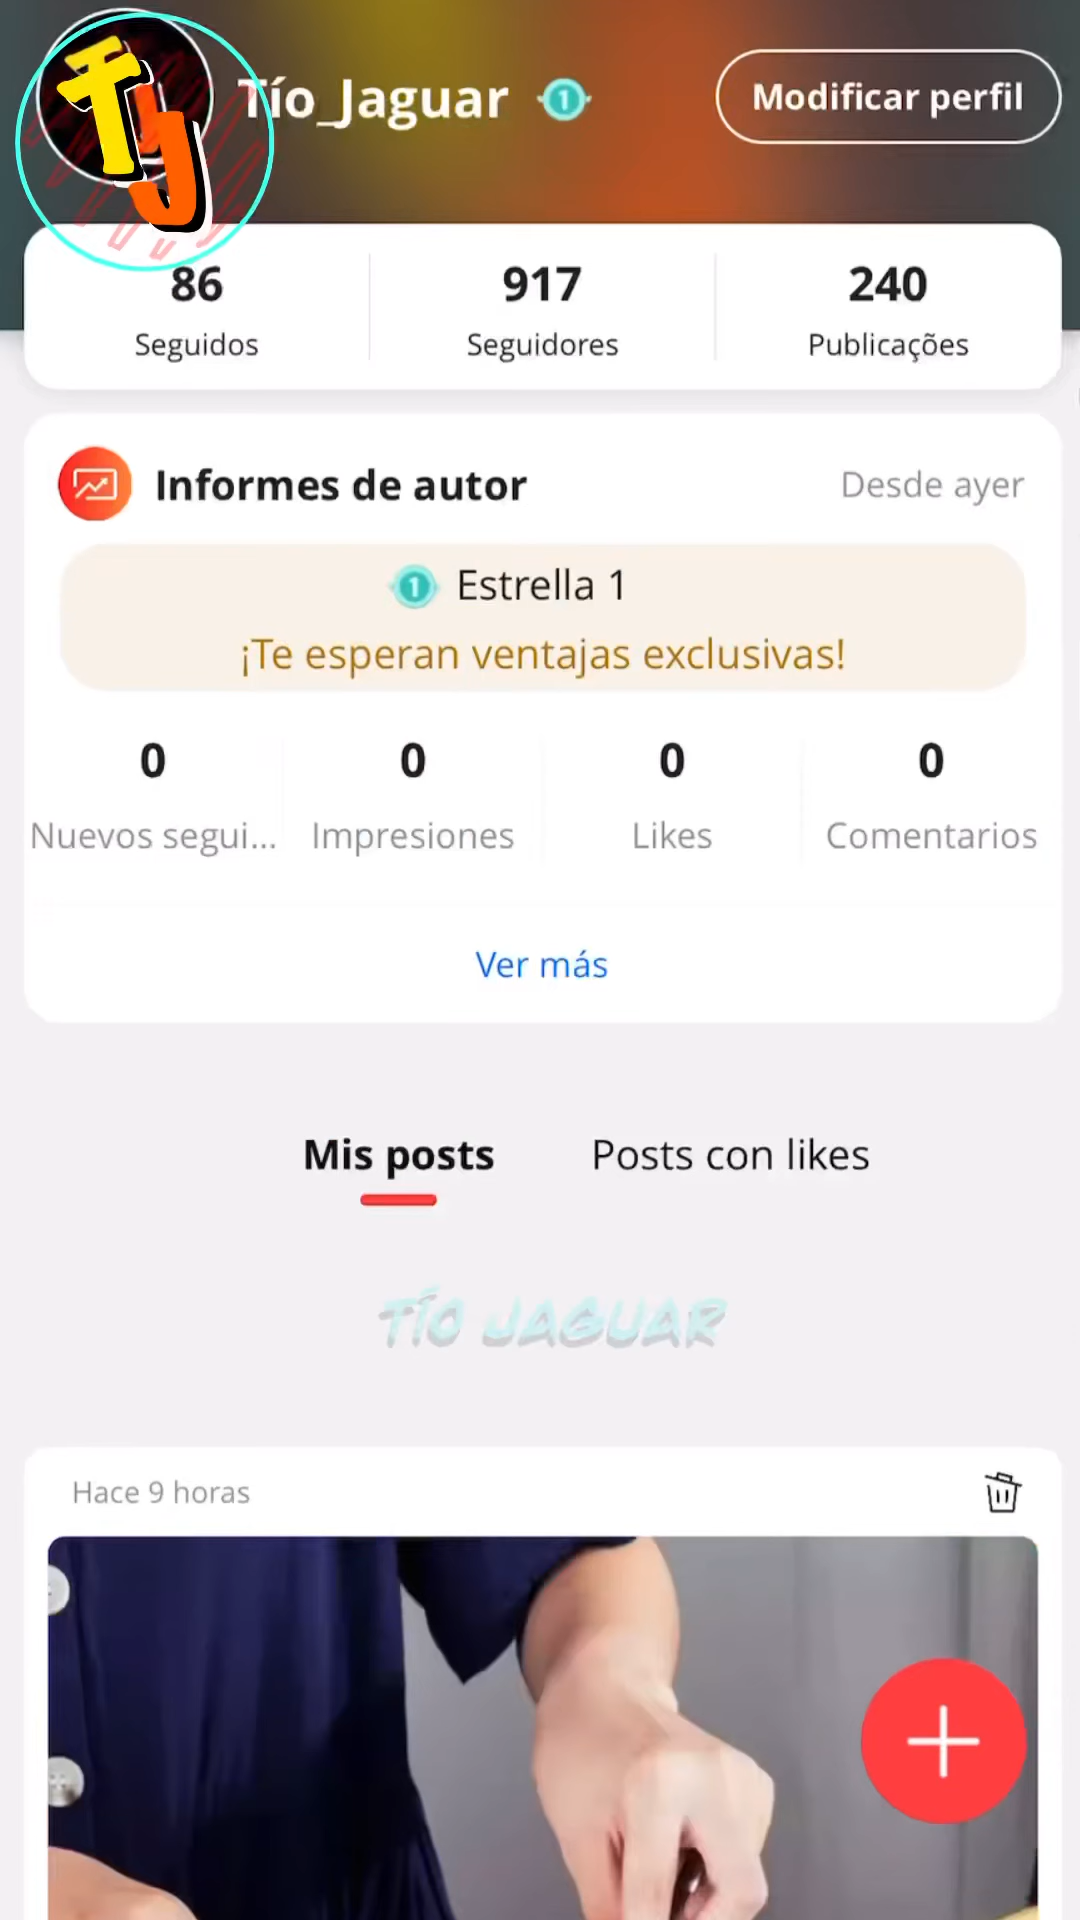 TJ
Tío_Jaguar 1
Modificar perfil
86
Seguidos
917
Seguidores
240
Publicações
Informes de autor
Desde ayer
1 Estrella 1
¡Te esperan ventajas exclusivas!
0
Nuevos segui...
0
Impresiones
0
Likes
0
Comentarios
Ver más
Mis posts
Posts con likes
TÍO JAGUAR
Hace 9 horas